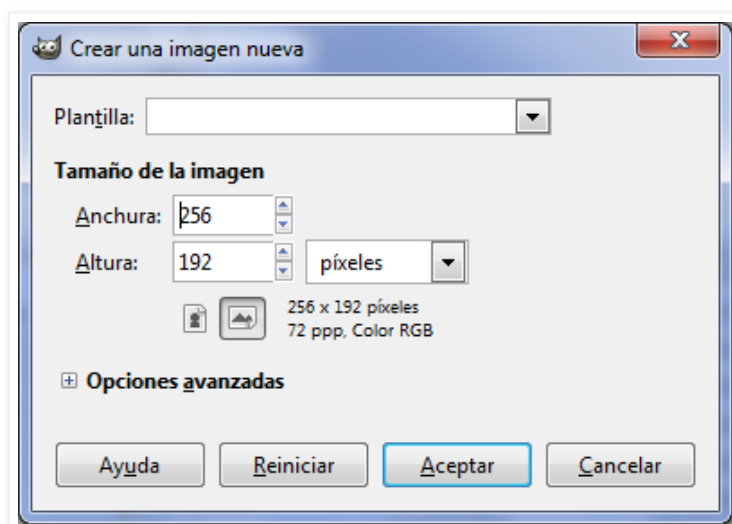 Crear una imagen nueva
Plantilla:
Tamaño de la imagen
Anchura: 256
Altura: 192 píxeles
256 x 192 píxeles
72 ppp, Color RGB
Opciones avanzadas
Ayuda Reiniciar Aceptar Cancelar